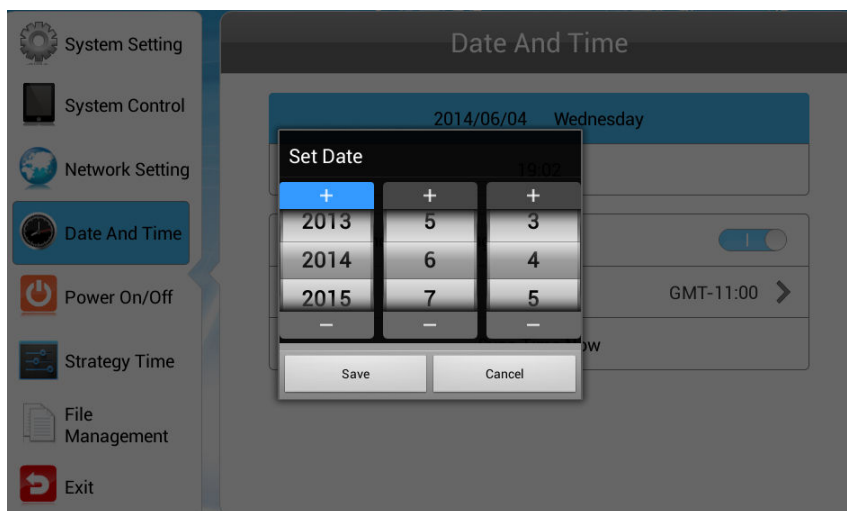 Date And Time
System Setting
System Control
Network Setting
Date And Time
Power On/Off
Strategy Time
File
Management
Exit
2014/06/04 Wednesday
19:02
GMT-11:00
Set Date
+ + +
2013 5 3
2014 6 4
2015 7 5
− − −
Save Cancel